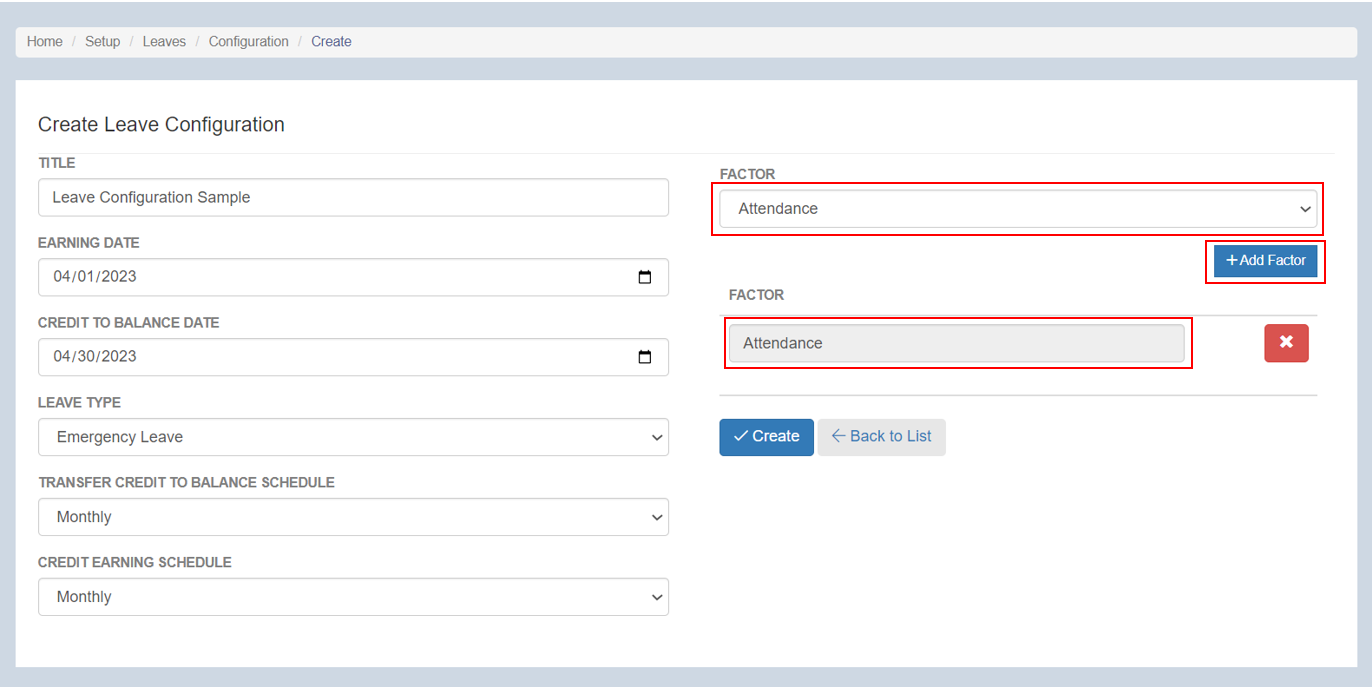 Home / Setup / Leaves / Configuration / Create
Create Leave Configuration
TITLE
Leave Configuration Sample
EARNING DATE
04/01/2023
CREDIT TO BALANCE DATE
04/30/2023
LEAVE TYPE
Emergency Leave
TRANSFER CREDIT TO BALANCE SCHEDULE
Monthly
CREDIT EARNING SCHEDULE
Monthly
FACTOR
Attendance
+Add Factor
FACTOR
Attendance
Create
Back to List